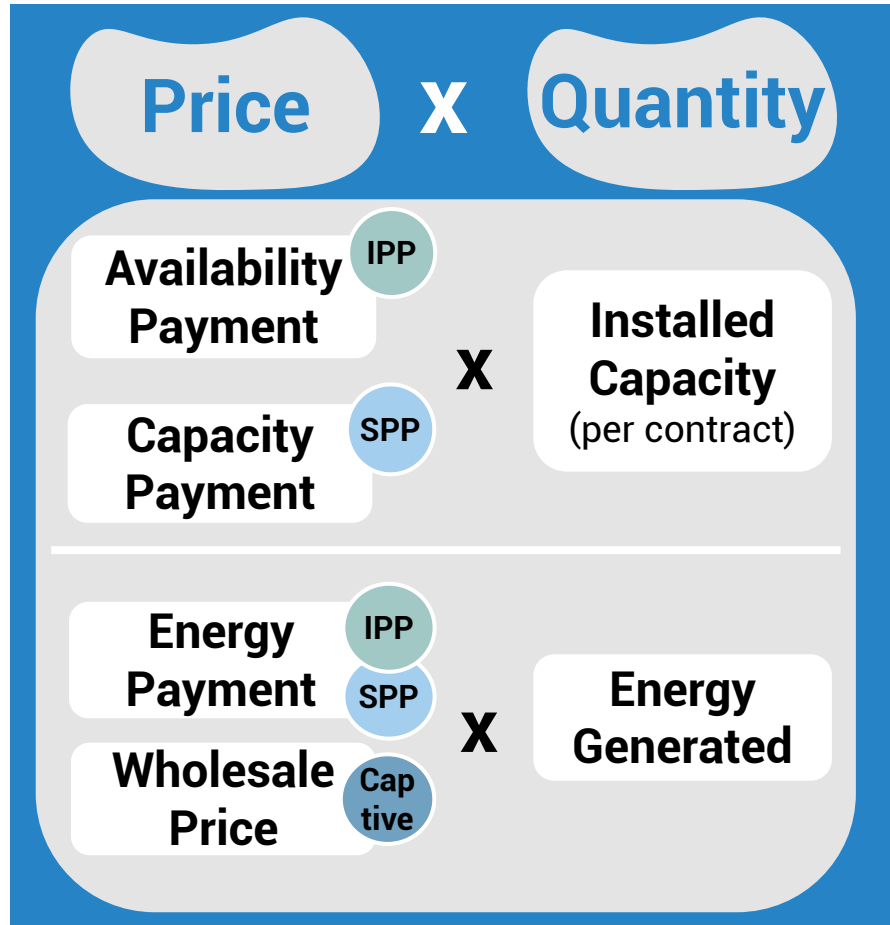 Price x Quantity
Availability
Payment
IPP
Capacity
Payment
SPP
x
Installed
Capacity
(per contract)
Energy
Payment
IPP
SPP
Wholesale
Price
Cap
tive
x
Energy
Generated